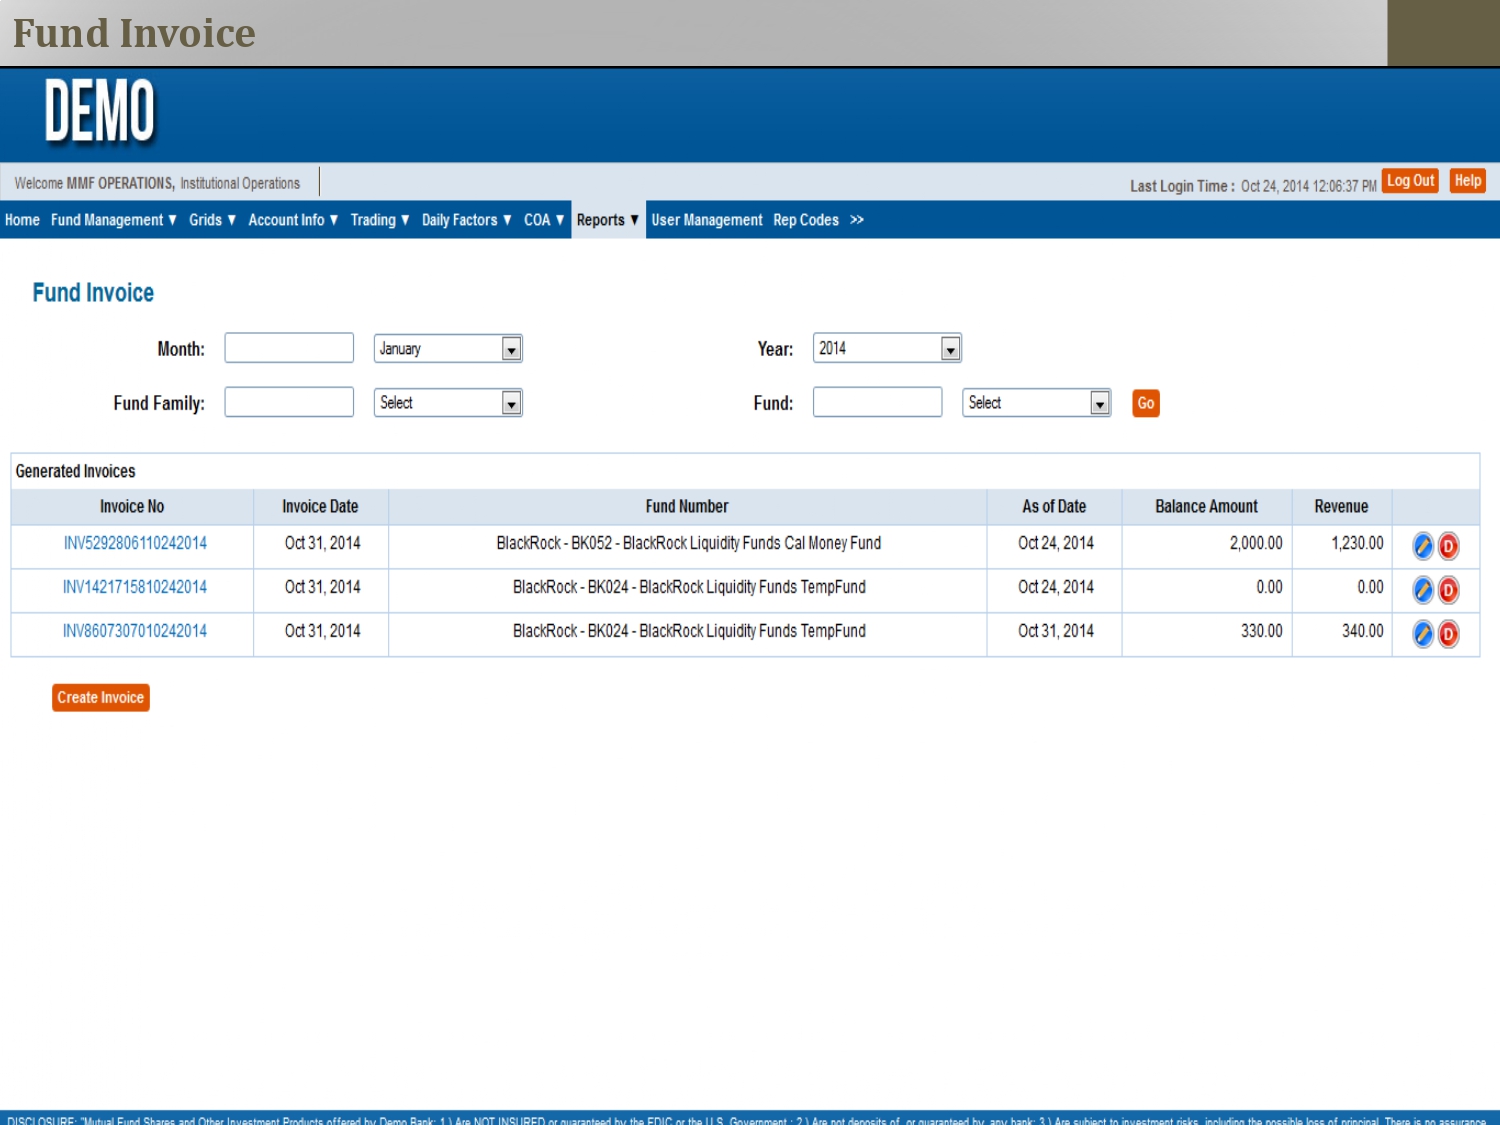 Fund Invoice
DEMO
Welcome MMF OPERATIONS, Institutional Operations
Last Login Time : Oct 24, 2014 12:06:37 PM Log Out Help
Home Fund Management ▼ Grids ▼ Account Info ▼ Trading ▼ Daily Factors ▼ COA ▼ Reports ▼ User Management Rep Codes >>
Fund Invoice
Month: January Year: 2014
Fund Family: Select Fund: Select Go
Generated Invoices
Invoice No Invoice Date Fund Number As of Date Balance Amount Revenue
INV5292806110242014 Oct 31, 2014 BlackRock - BK052 - BlackRock Liquidity Funds Cal Money Fund Oct 24, 2014 2,000.00 1,230.00 D
INV1421715810242014 Oct 31, 2014 BlackRock - BK024 - BlackRock Liquidity Funds TempFund Oct 24, 2014 0.00 0.00 D
INV8607307010242014 Oct 31, 2014 BlackRock - BK024 - BlackRock Liquidity Funds TempFund Oct 31, 2014 330.00 340.00 D
Create Invoice
DISCLOSURE: "Mutual Fund Shares and Other Investment Products offered by Demo Bank: 1.) Are NOT INSURED or guaranteed by the FDIC or the U.S. Government ; 2.) Are not deposits of, or guaranteed by, any bank; 3.) Are subject to investment risks, including the possible loss of principal. There is no assurance